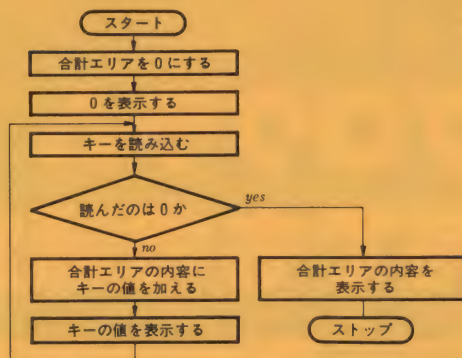 スタート
合計エリアを0にする
0を表示する
キーを読み込む
読んだのは0か
yes
no
合計エリアの内容に
キーの値を加える
合計エリアの内容を
表示する
キーの値を表示する
ストップ